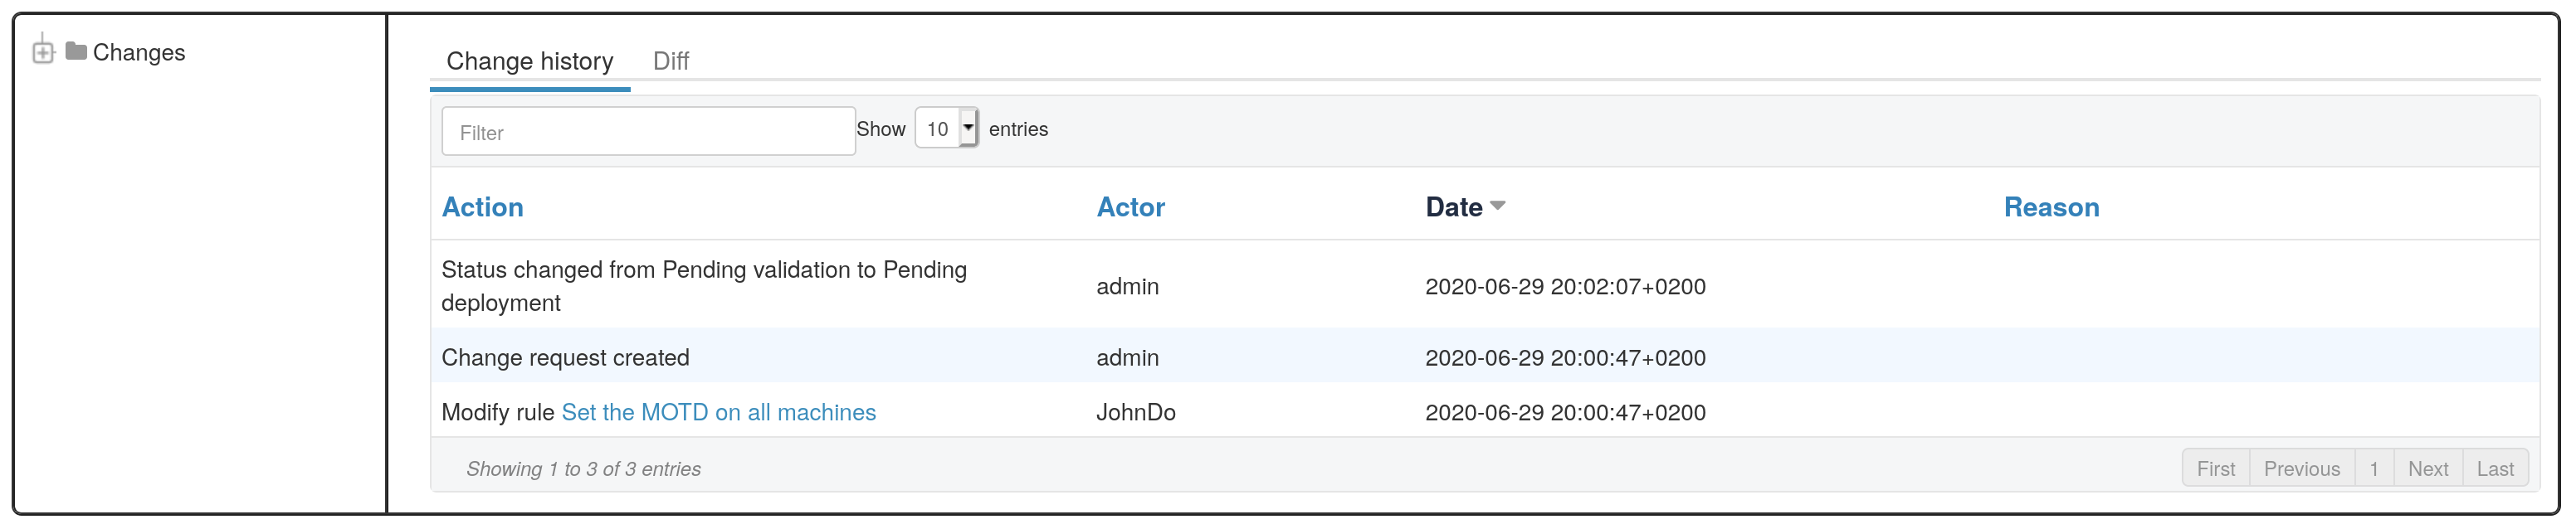 Changes
Change history Diff
Filter Show 10 entries
Action Actor Date Reason
Status changed from Pending validation to Pending
deployment admin 2020-06-29 20:02:07+0200
Change request created admin 2020-06-29 20:00:47+0200
Modify rule Set the MOTD on all machines JohnDo 2020-06-29 20:00:47+0200
Showing 1 to 3 of 3 entries First Previous 1 Next Last